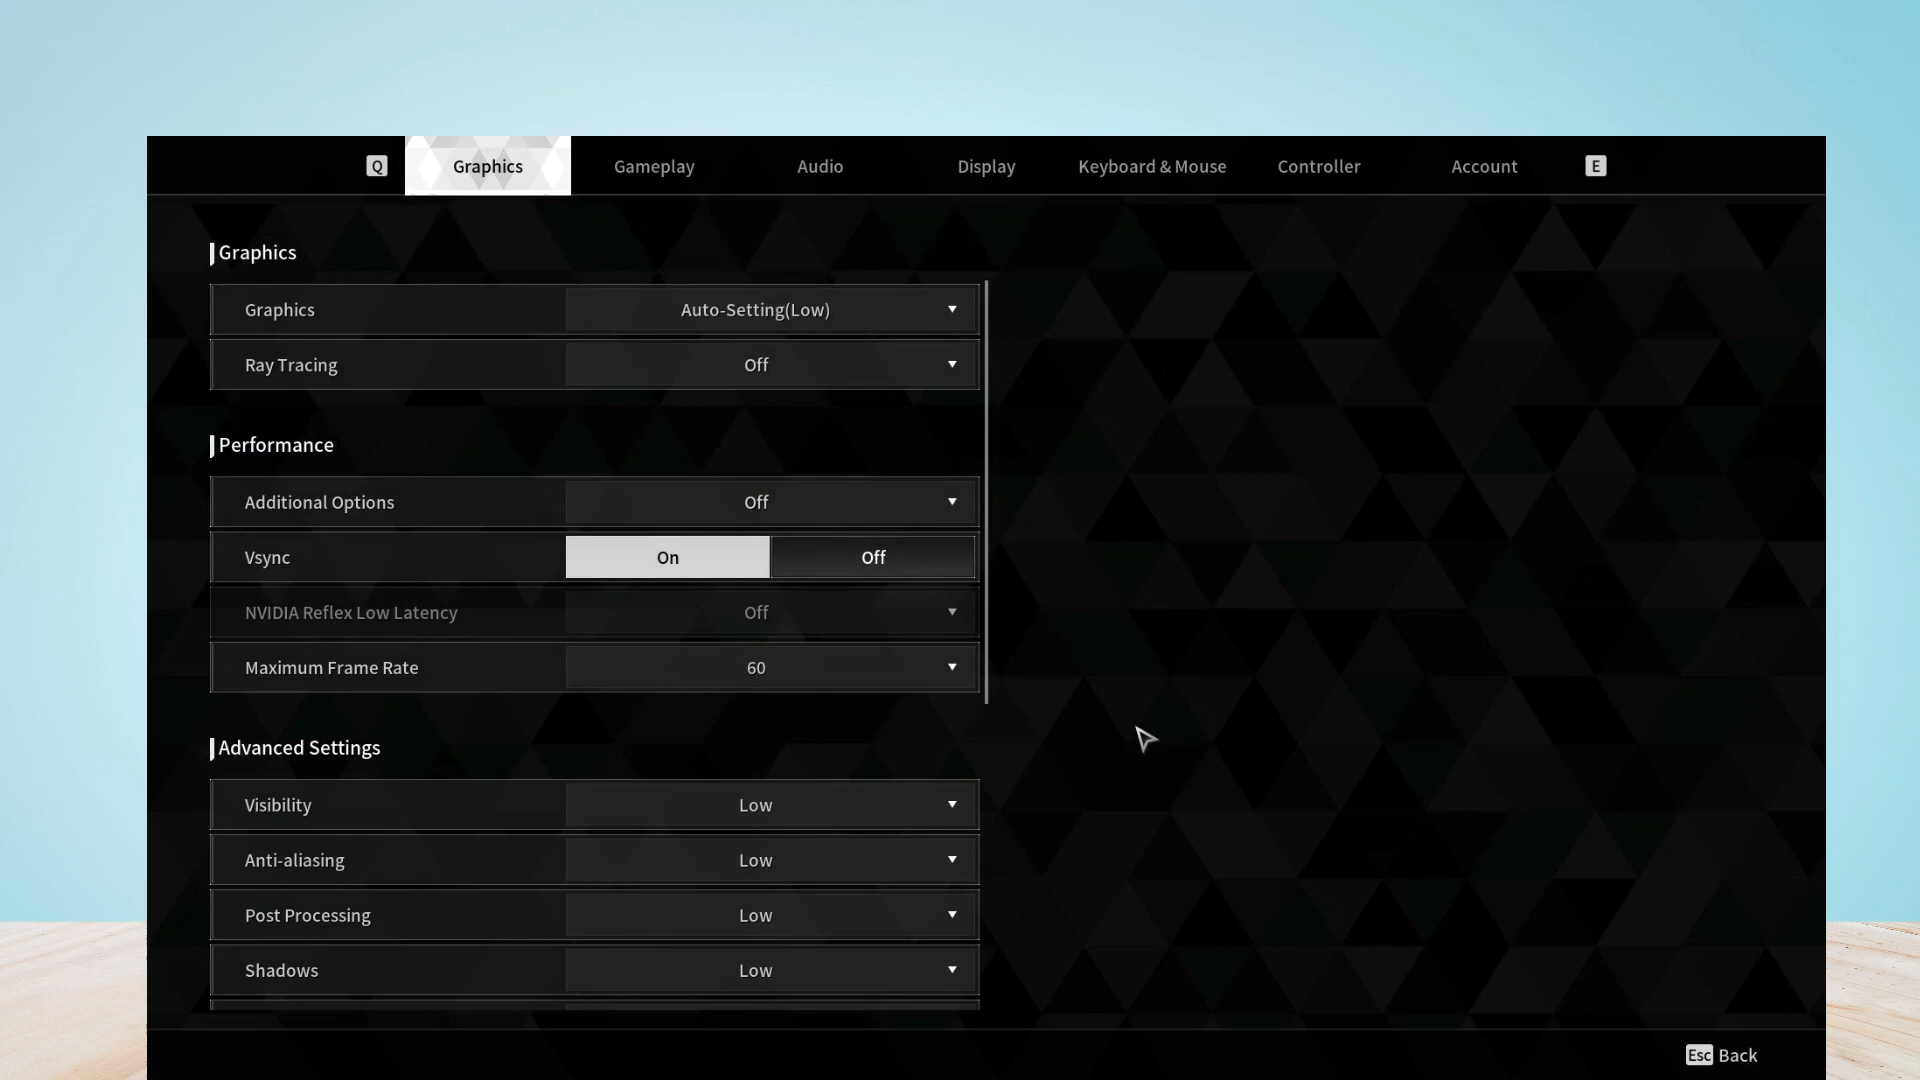 Q Graphics Gameplay Audio Display Keyboard & Mouse Controller Account E
Graphics
Graphics Auto-Setting(Low)
Ray Tracing Off
Performance
Additional Options Off
Vsync On Off
NVIDIA Reflex Low Latency Off
Maximum Frame Rate 60
Advanced Settings
Visibility Low
Anti-aliasing Low
Post Processing Low
Shadows Low
Esc Back